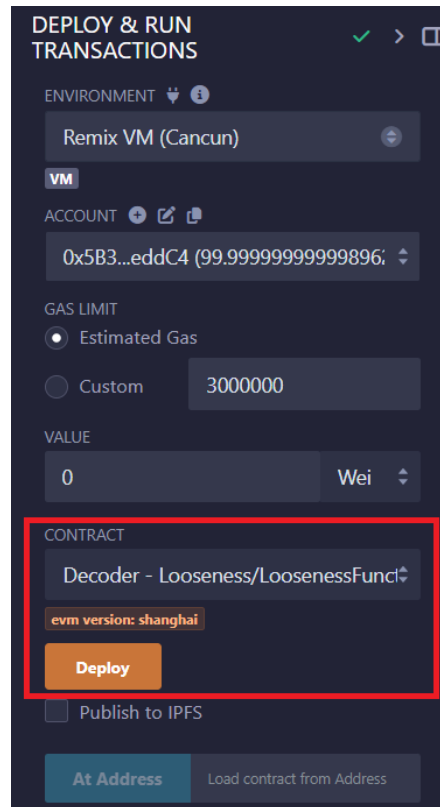 DEPLOY & RUN
TRANSACTIONS
ENVIRONMENT
Remix VM (Cancun)
VM
ACCOUNT
0x5B3...eddC4 (99.99999999999896
GAS LIMIT
Estimated Gas
Custom 3000000
VALUE
0 Wei
CONTRACT
Decoder - Looseness/LoosenessFunct
evm version: shanghai
Deploy
Publish to IPFS
At Address Load contract from Address